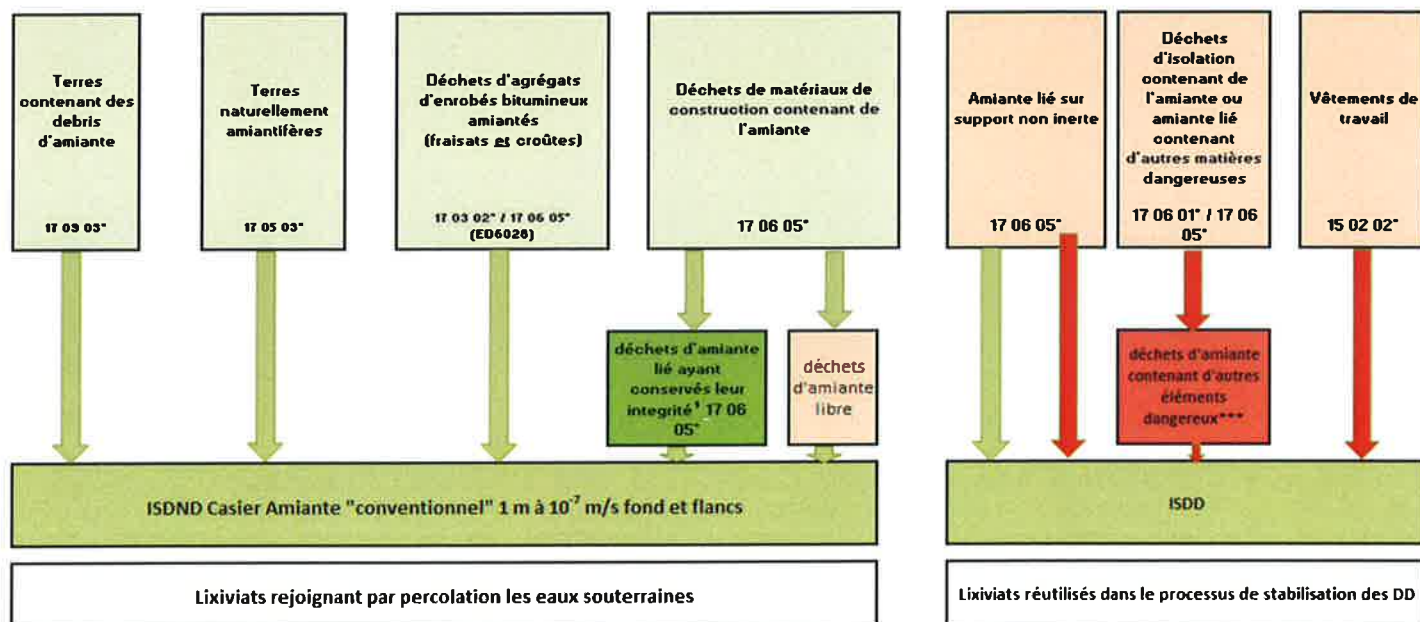 Terres
contenant des
debris
d'amiante
17 09 03*
Terres
naturellement
amiantifères
17 05 03*
Déchets d'agrégats
d'enrobés bitumineux
amiantés
(fraisats et croûtes)
17 03 02* / 17 06 05*
(ED6028)
Déchets de matériaux de
construction contenant de
l'amiante
17 06 05*
Amiante lié sur
support non inerte
17 06 05*
Déchets
d'isolation
contenant de
l'amiante ou
amiante lié
contenant
d'autres matières
dangereuses
17 06 01* / 17 06
05*
Vêtements de
travail
15 02 02*
déchets d'amiante
lié ayant
conservés leur
integrité* 17 06
05*
déchets
d'amiante
libre
déchets d'amiante
contenant d'autres
éléments
dangereux***
ISDND Casier Amiante "conventionnel" 1 m à 10⁻⁷ m/s fond et flancs
ISDD
Lixiviats rejoignant par percolation les eaux souterraines
Lixiviats réutilisés dans le processus de stabilisation des DD